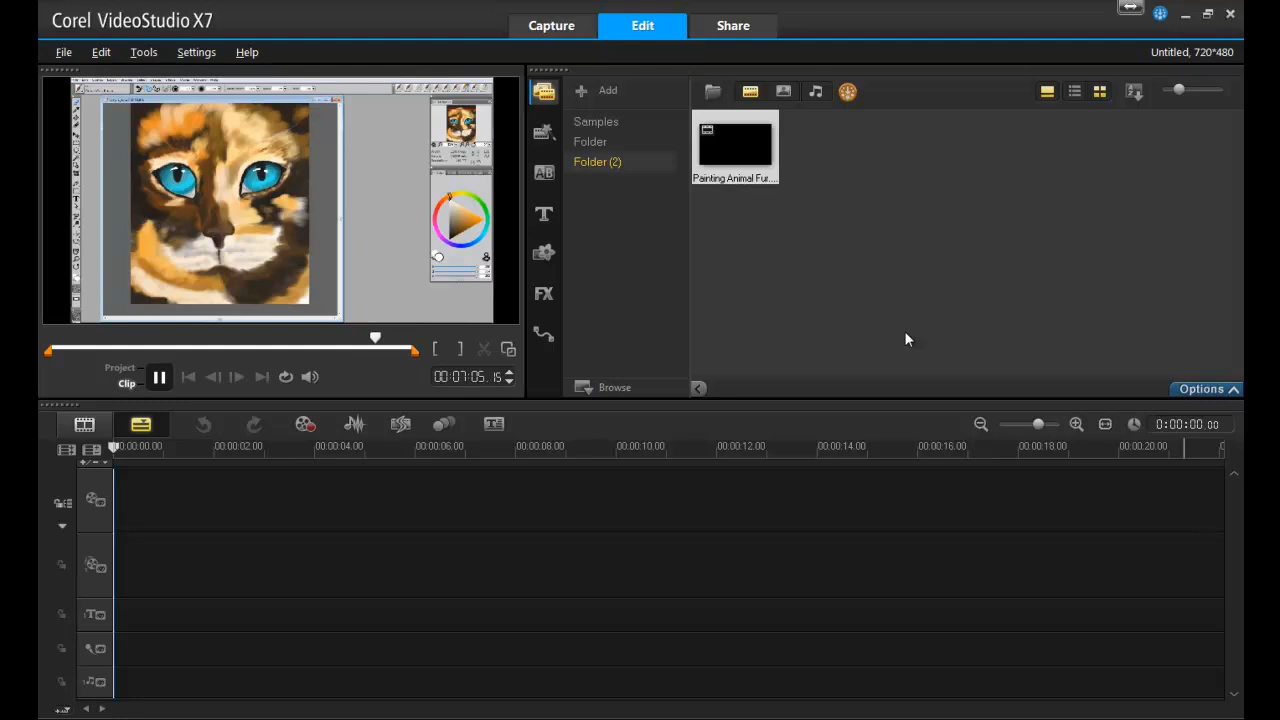 Corel VideoStudio X7
Capture
Edit
Share
File
Edit
Tools
Settings
Help
Untitled, 720*480
Add
Samples
Folder
Folder (2)
Painting Animal Fur....
AB
T
FX
Browse
Options
Project
Clip
00:07:05.15
0:00:00.00
00:00:00.00
00:00:02.00
00:00:04.00
00:00:06.00
00:00:08.00
00:00:10.00
00:00:12.00
00:00:14.00
00:00:16.00
00:00:18.00
00:00:20.00